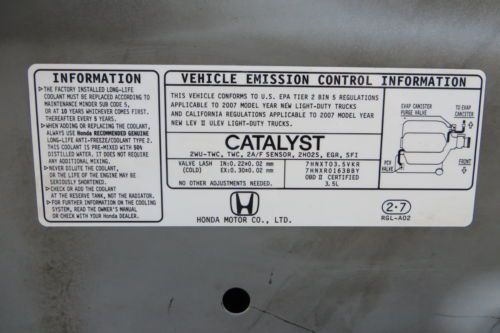 INFORMATION
▷ THE FACTORY INSTALLED LONG-LIFE
COOLANT MUST BE REPLACED ACCORDING TO
MAINTENANCE MINDER SUB CODE 5,
OR AT 10 YEARS WHICHEVER COMES FIRST.
THEREAFTER EVERY 5 YEARS.
▷ WHEN ADDING OR REPLACING THE COOLANT,
ALWAYS USE Honda RECOMMENDED GENUINE
LONG-LIFE ANTI-FREEZE/COOLANT TYPE 2.
THIS COOLANT IS PRE-MIXED WITH 50%
DISTILLED WATER. IT DOES NOT REQUIRE
ANY ADDITIONAL MIXING.
▷ NEVER DILUTE THE COOLANT,
OR THE LIFE OF THE ENGINE MAY BE
SERIOUSLY AFFECTED.
▷ CHECK OR ADD THE COOLANT
AT THE RESERVE TANK, NOT THE RADIATOR.
▷ FOR FURTHER INFORMATION ON THE COOLING
SYSTEM, READ THE OWNER'S MANUAL
OR CHECK WITH YOUR Honda DEALER.
VEHICLE EMISSION CONTROL INFORMATION
THIS VEHICLE CONFORMS TO U.S. EPA TIER 2 BIN 5 REGULATIONS
APPLICABLE TO 2007 MODEL YEAR NEW LIGHT-DUTY TRUCKS
AND CALIFORNIA REGULATIONS APPLICABLE TO 2007 MODEL YEAR
NEW LEV II ULEV LIGHT-DUTY TRUCKS.
CATALYST
2WU-TWC, TWC, 2A/F SENSOR, 2HO2S, EGR, SFI
VALVE LASH IN:0.22±0.02 mm 7HNXT03.5VKR
(COLD) EX:0.30±0.02 mm 7HNXR0163BBY
OBD II CERTIFIED
NO OTHER ADJUSTMENTS NEEDED. 3.5L
HONDA MOTOR CO., LTD.
EVAP CANISTER
PURGE VALVE
TO EVAP
CANISTER
PCV
VALVE
FRONT
2·7
RGL-A02